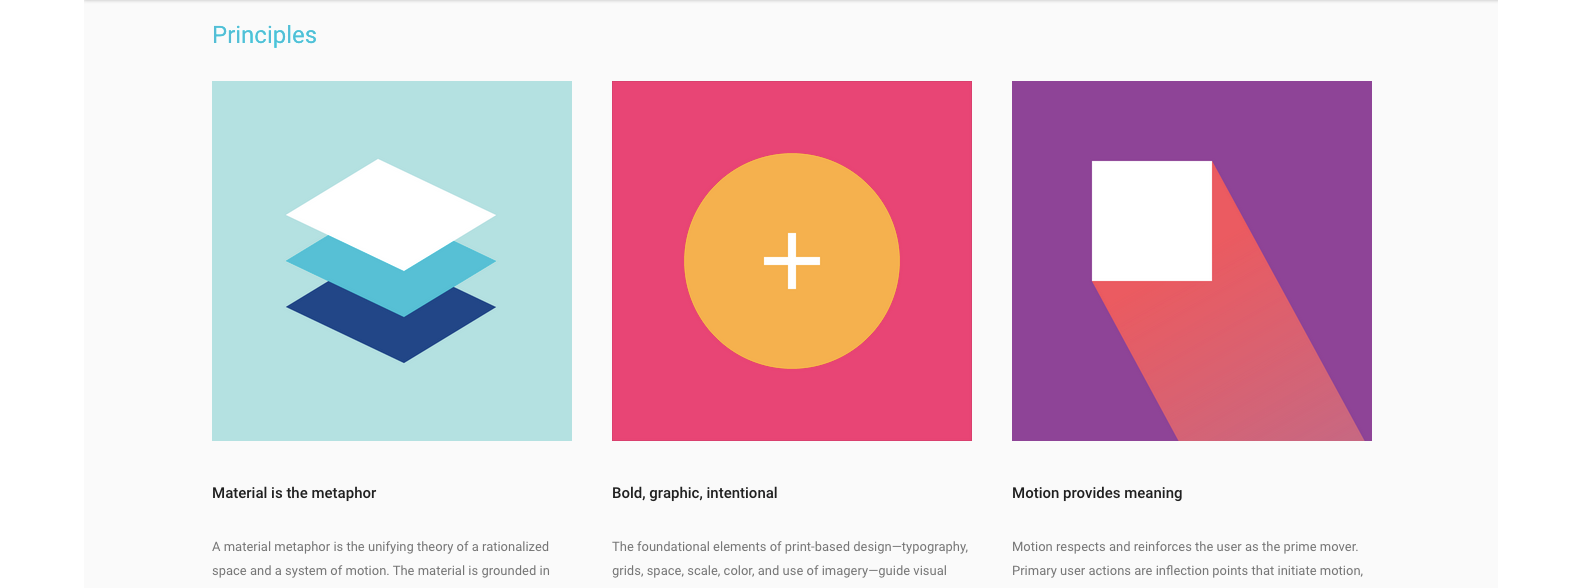 Principles
Material is the metaphor
A material metaphor is the unifying theory of a rationalized
space and a system of motion. The material is grounded in
Bold, graphic, intentional
The foundational elements of print-based design—typography,
grids, space, scale, color, and use of imagery—guide visual
Motion provides meaning
Motion respects and reinforces the user as the prime mover.
Primary user actions are inflection points that initiate motion,